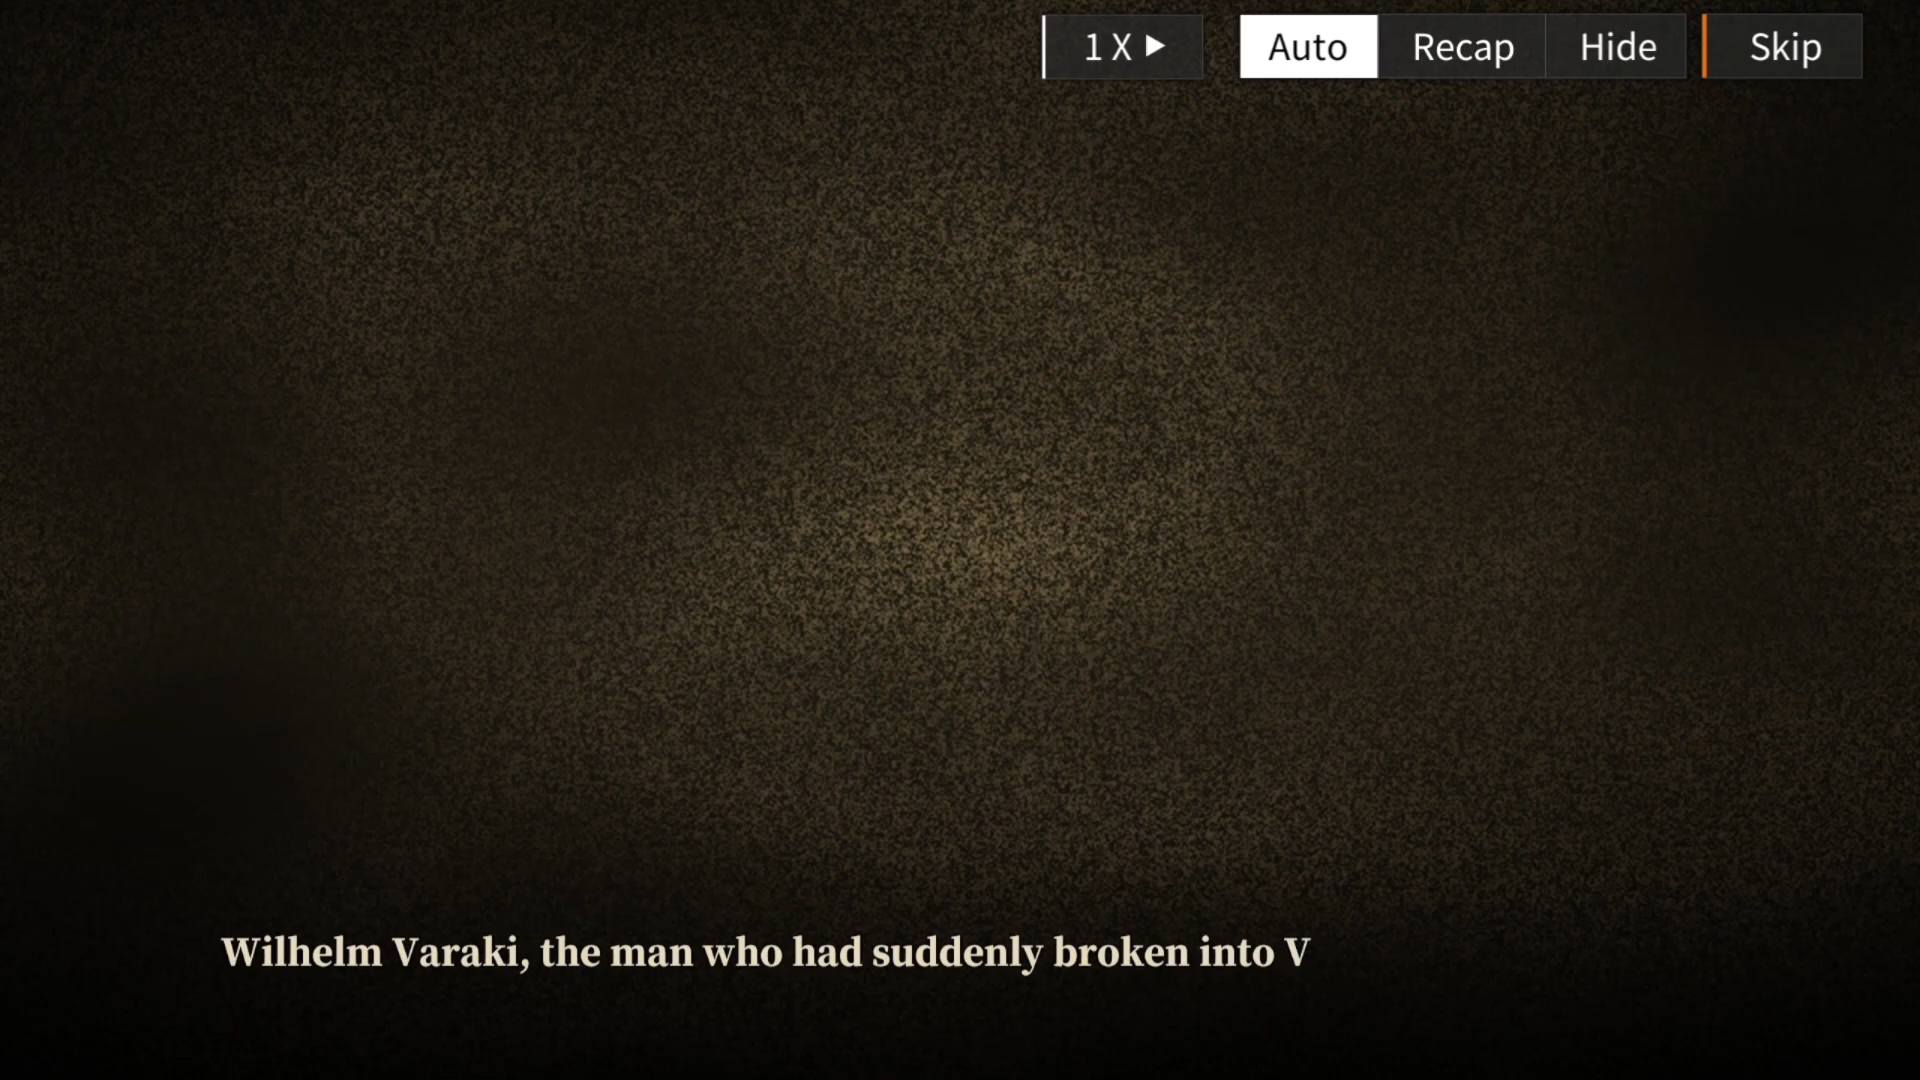 1 X Auto Recap Hide Skip
Wilhelm Varaki, the man who had suddenly broken into V